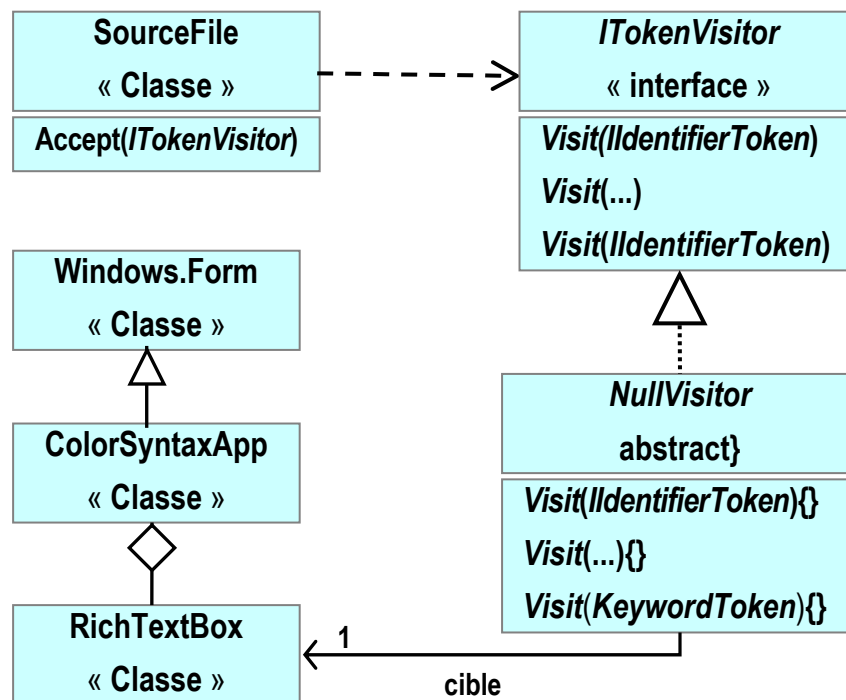 SourceFile
« Classe »
Accept(ITokenVisitor)
ITokenVisitor
« interface »
Visit(IIdentifierToken)
Visit(...)
Visit(IIdentifierToken)
Windows.Form
« Classe »
ColorSyntaxApp
« Classe »
RichTextBox
« Classe »
NullVisitor
abstract}
Visit(IIdentifierToken){}
Visit(...){}
Visit(KeywordToken){}
1
cible